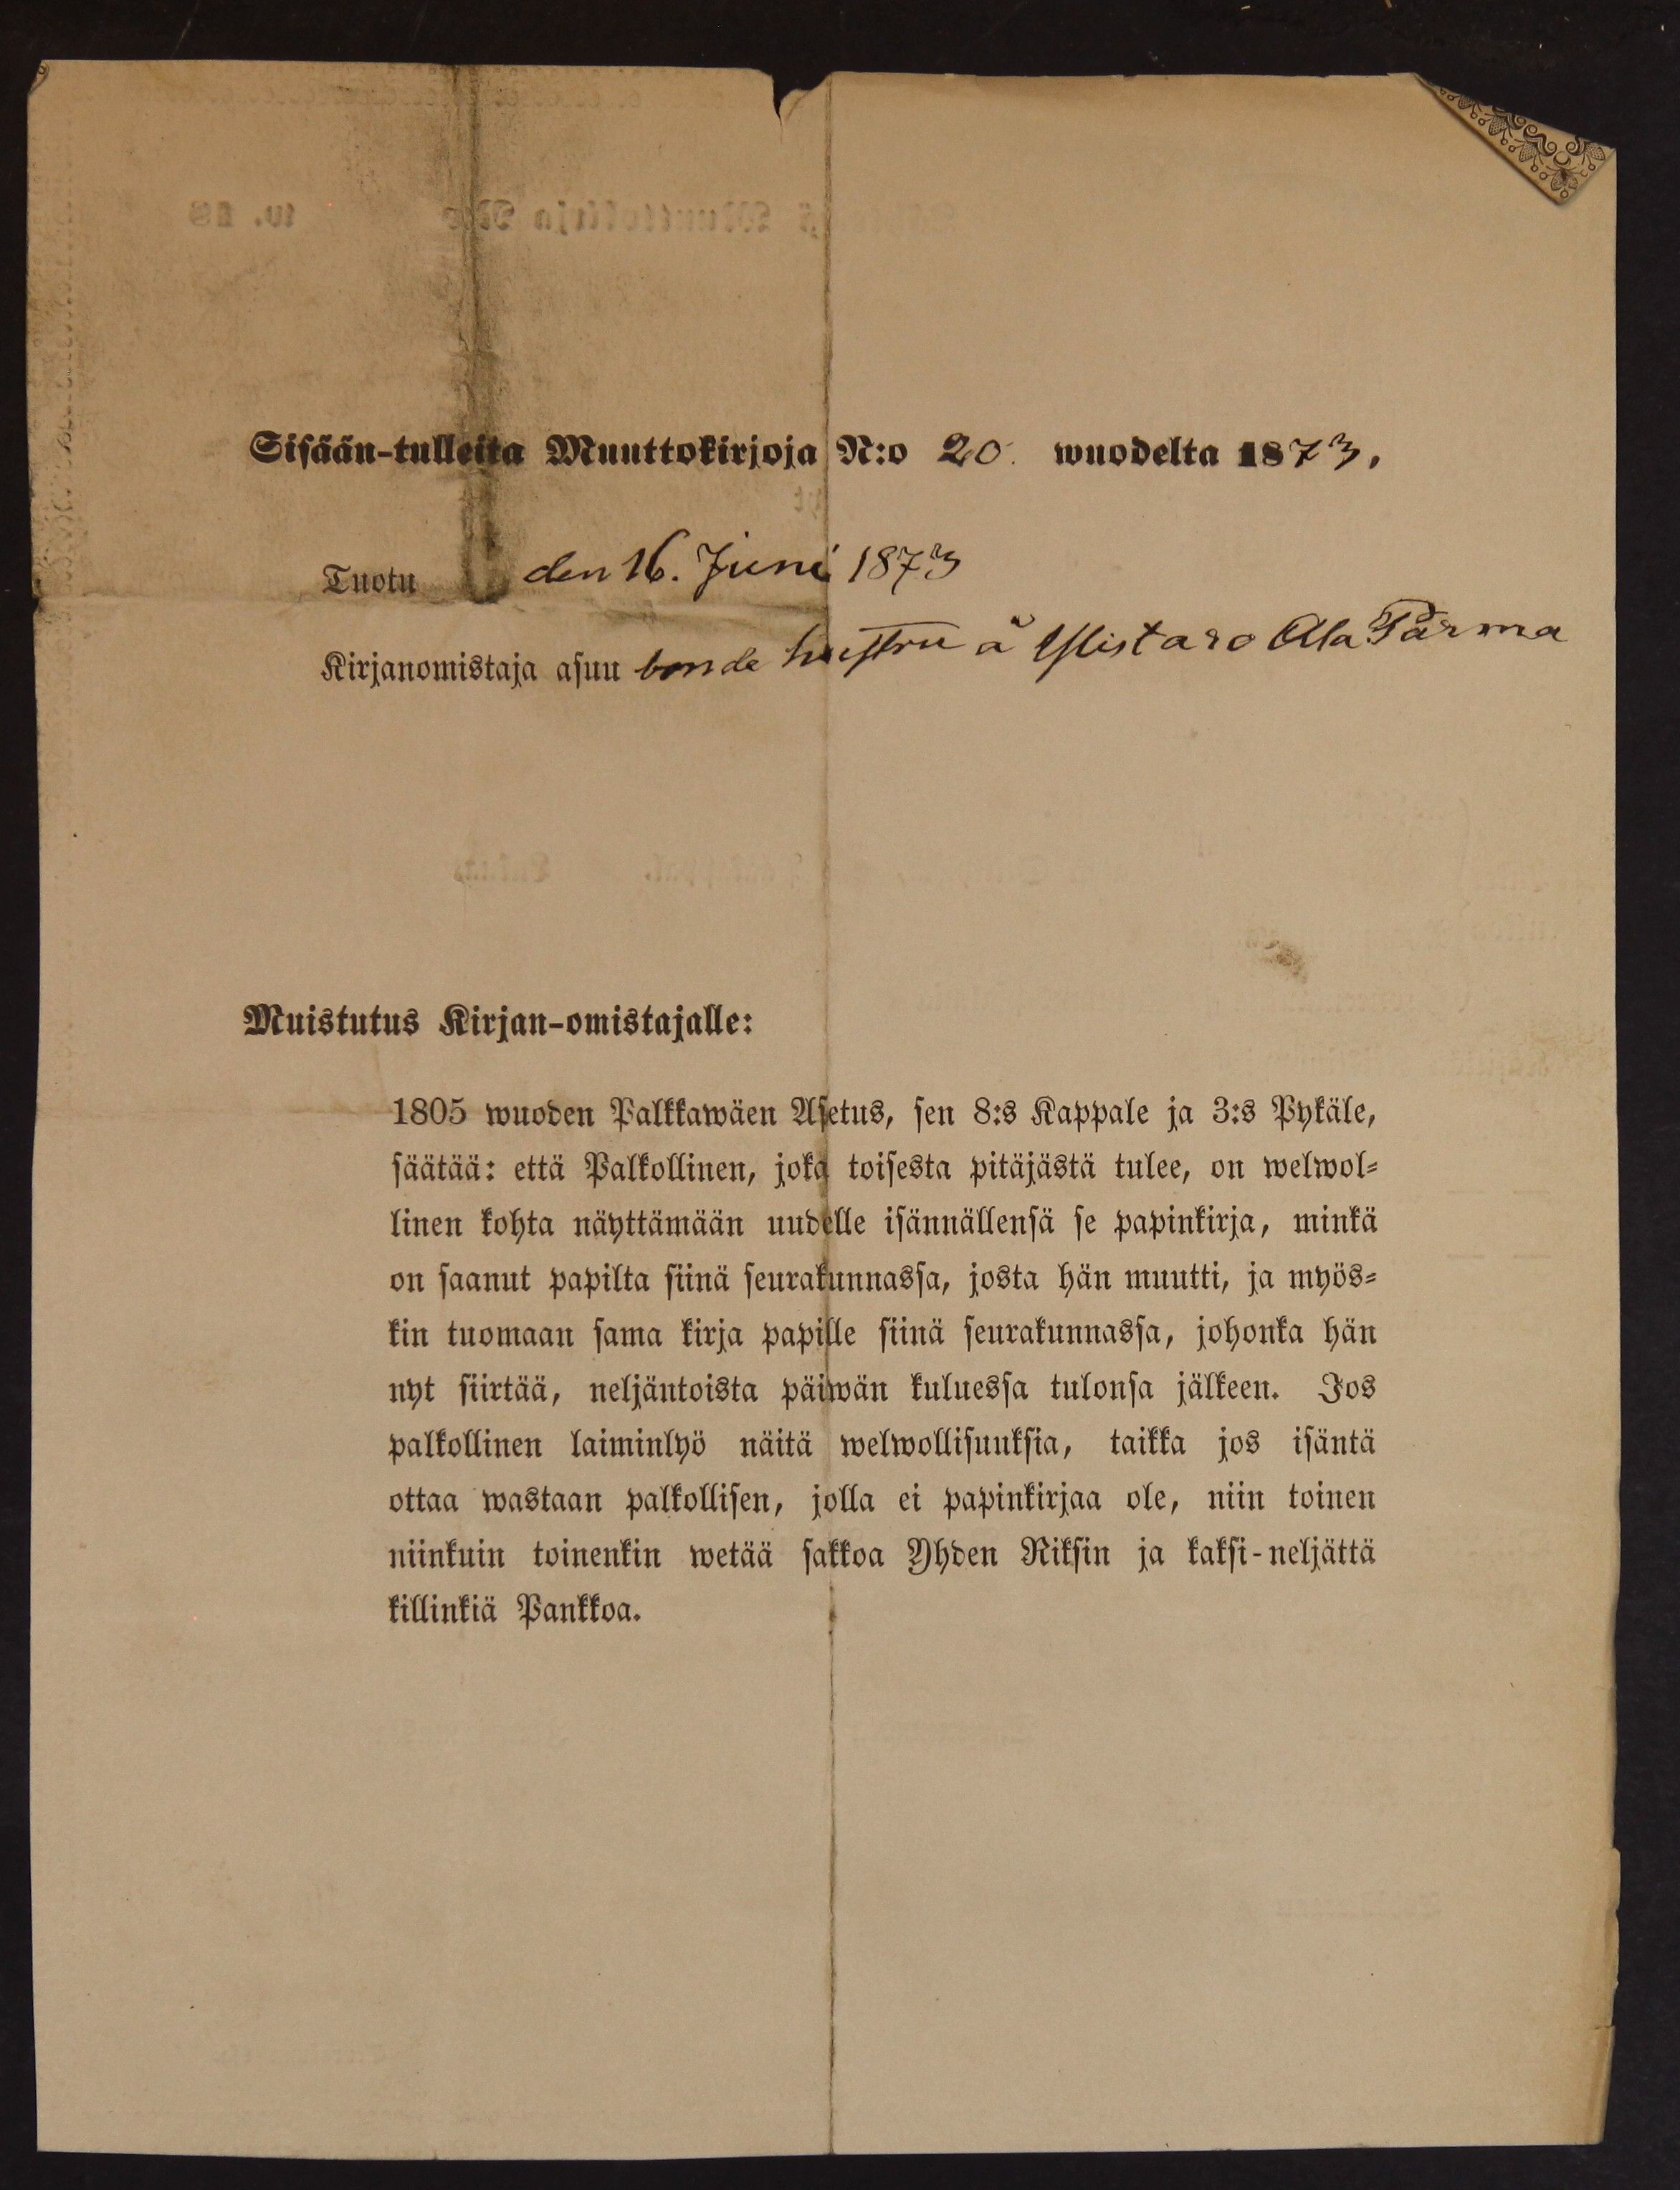 Sisään-tulleita Muuttokirjoja N:o 20. wuodelta 1873.
Tuotu den 16. Juni 1873
Kirjanomistaja asuu bonde hustru å Ylistaro Ala Pärma
Muistutus Kirjan-omistajalle:
1805 wuoden Palkkawäen Asetus, sen 8:s Kappale ja 3:s Pykäle,
säätää: että Palkollinen, joka toisesta pitäjästä tulee, on welwol-
linen kohta näyttämään uudelle isännällensä se papinkirja, minkä
on saanut papilta siinä seurakunnassa, josta hän muutti, ja myös-
kin tuomaan sama kirja papille siinä seurakunnassa, johonka hän
nyt siirtää, neljäntoista päiwän kuluessa tulonsa jälkeen. Jos
palkollinen laiminlyö näitä welwollisuuksia, taikka jos isäntä
ottaa wastaan palkollisen, jolla ei papinkirjaa ole, niin toinen
niinkuin toinenkin wetää sakkoa Yhden Riksin ja kaksi-neljättä
killinkiä Pankkoa.